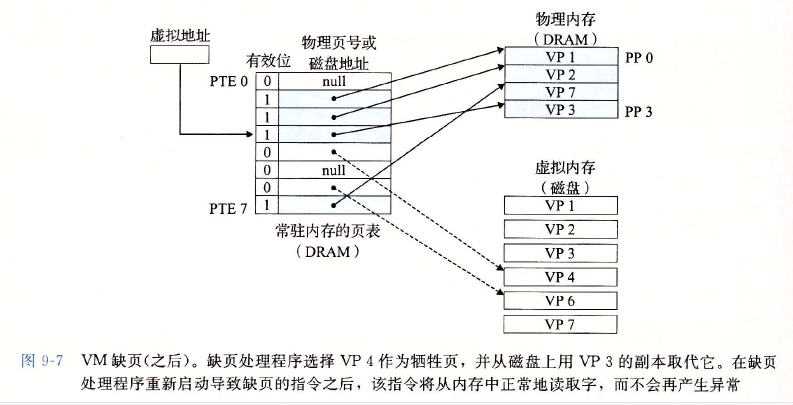 虚拟地址
物理页号或
磁盘地址
有效位
PTE 0
0
null
1
1
1
0
0
null
0
PTE 7
1
常驻内存的页表
（DRAM）
物理内存
（DRAM）
VP 1
PP 0
VP 2
VP 7
VP 3
PP 3
虚拟内存
（磁盘）
VP 1
VP 2
VP 3
VP 4
VP 6
VP 7
图 9-7 VM 缺页(之后)。缺页处理程序选择 VP 4 作为牺牲页，并从磁盘上用 VP 3 的副本取代它。在缺页
处理程序重新启动导致缺页的指令之后，该指令将从内存中正常地读取字，而不会再产生异常